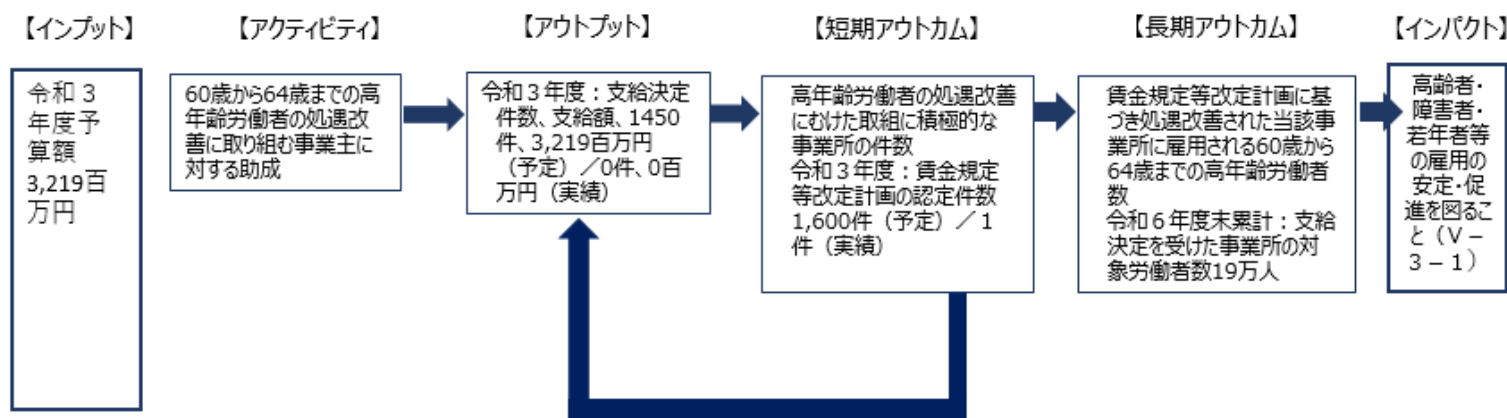 【インプット】
【アクティビティ】
【アウトプット】
【短期アウトカム】
【長期アウトカム】
【インパクト】
令和３
年度予
算額
3,219百
万円
60歳から64歳までの高
年齢労働者の処遇改
善に取り組む事業主に
対する助成
令和３年度：支給決定
件数、支給額、1450
件、3,219百万円
（予定）／0件、0百
万円（実績）
高年齢労働者の処遇改善
にむけた取組に積極的な
事業所の件数
令和３年度：賃金規定
等改定計画の認定件数
1,600件（予定）／１
件（実績）
賃金規定等改定計画に基
づき処遇改善された当該事
業所に雇用される60歳から
64歳までの高年齢労働者
数
令和６年度末累計：支給
決定を受けた事業所の対
象労働者数19万人
高齢者・
障害者・
若年者等
の雇用の
安定・促
進を図るこ
と（Ⅴ－
３－１）